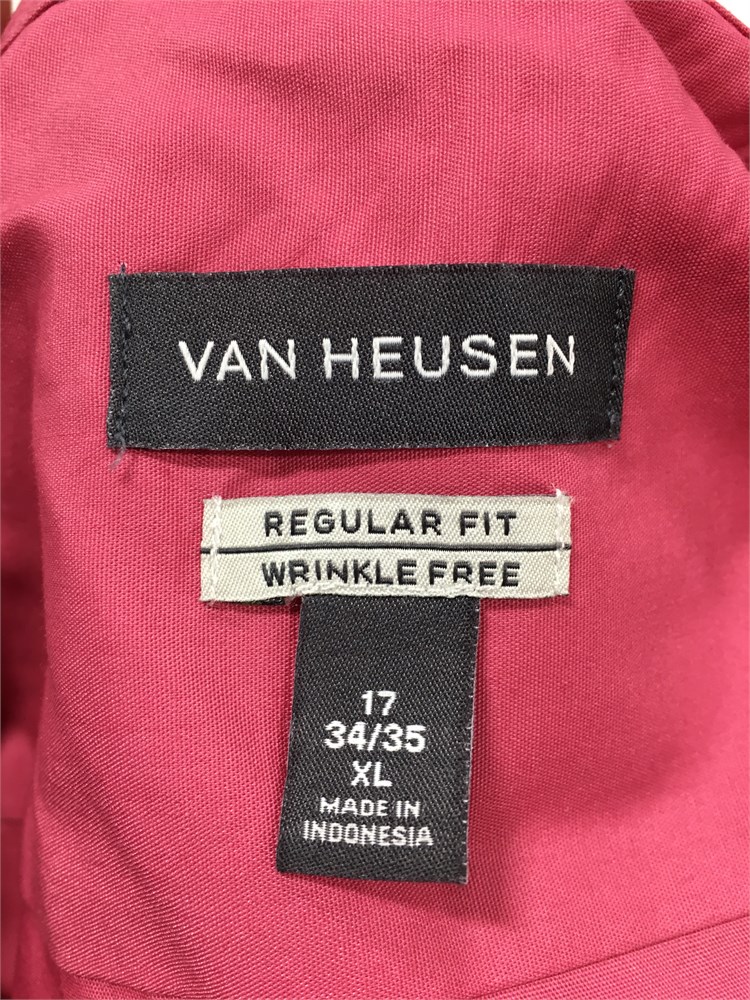 VAN HEUSEN
REGULAR FIT
WRINKLE FREE
17
34/35
XL
MADE IN
INDONESIA